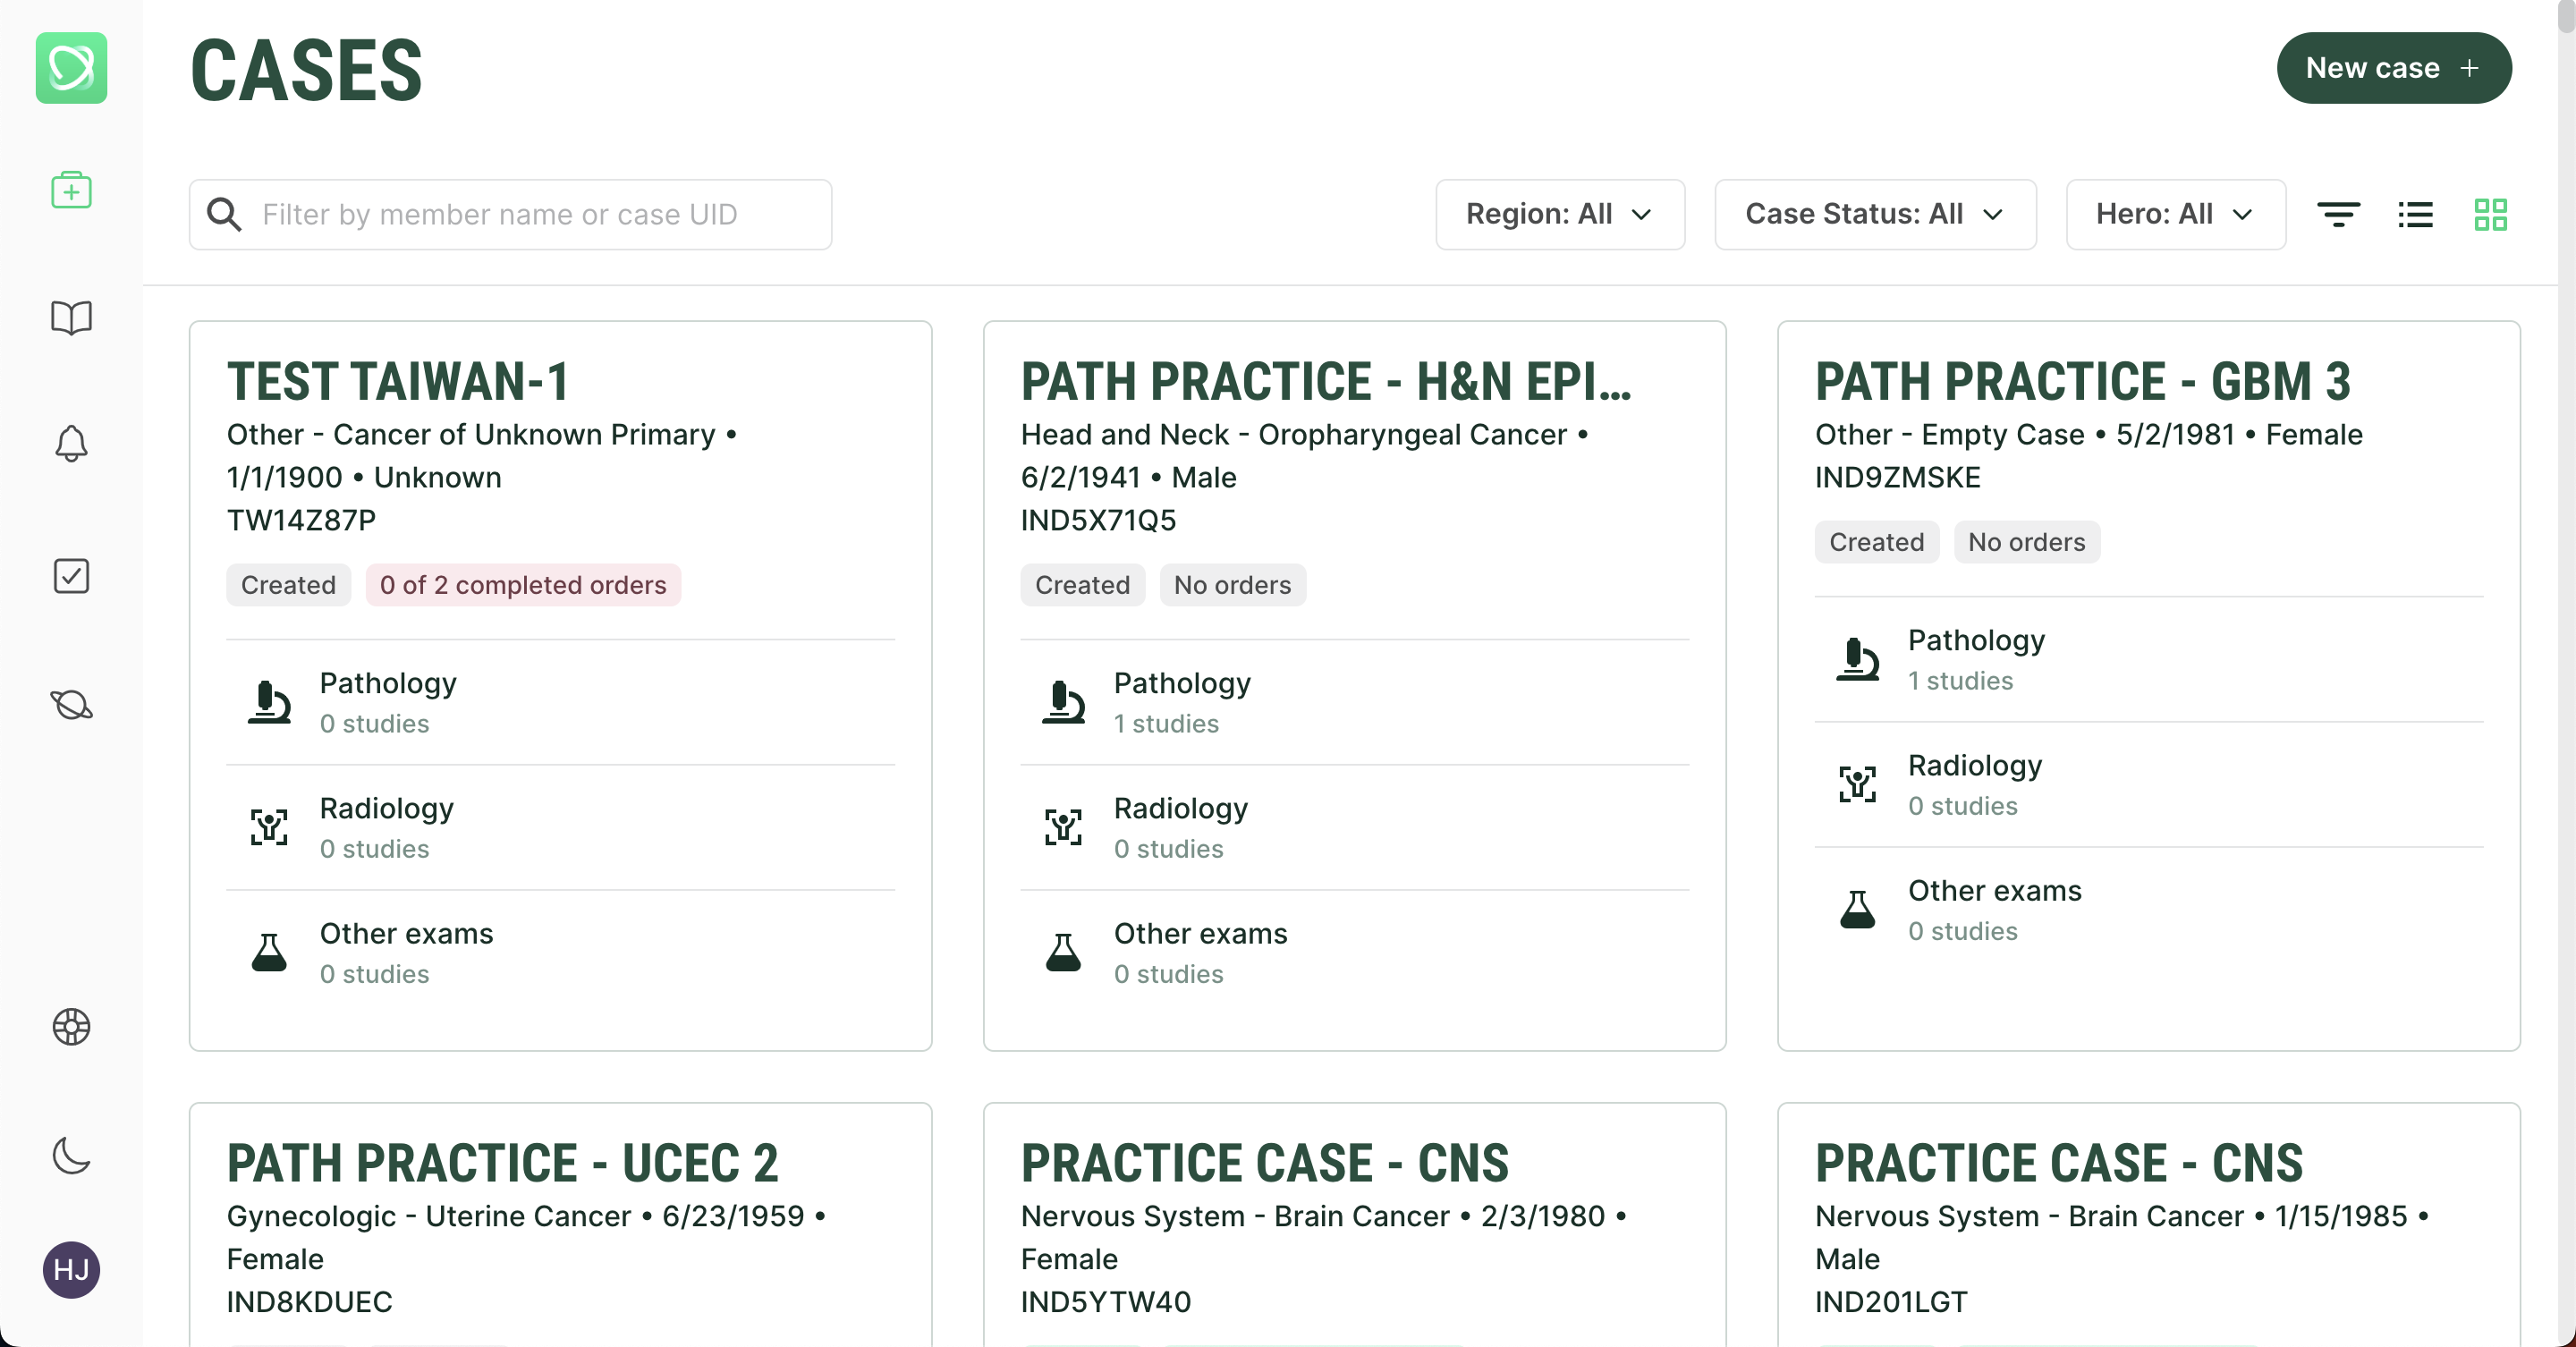 CASES
New case
Filter by member name or case UID
Region: All
Case Status: All
Hero: All
TEST TAIWAN-1
Other - Cancer of Unknown Primary •
1/1/1900 • Unknown
TW14Z87P
Created
0 of 2 completed orders
Pathology
0 studies
Radiology
0 studies
Other exams
0 studies
PATH PRACTICE - H&N EPI...
Head and Neck - Oropharyngeal Cancer •
6/2/1941 • Male
IND5X71Q5
Created
No orders
Pathology
1 studies
Radiology
0 studies
Other exams
0 studies
PATH PRACTICE - GBM 3
Other - Empty Case • 5/2/1981 • Female
IND9ZMSKE
Created
No orders
Pathology
1 studies
Radiology
0 studies
Other exams
0 studies
PATH PRACTICE - UCEC 2
Gynecologic - Uterine Cancer • 6/23/1959 •
Female
IND8KDUEC
PRACTICE CASE - CNS
Nervous System - Brain Cancer • 2/3/1980 •
Female
IND5YTW40
PRACTICE CASE - CNS
Nervous System - Brain Cancer • 1/15/1985 •
Male
IND201LGT
HJ